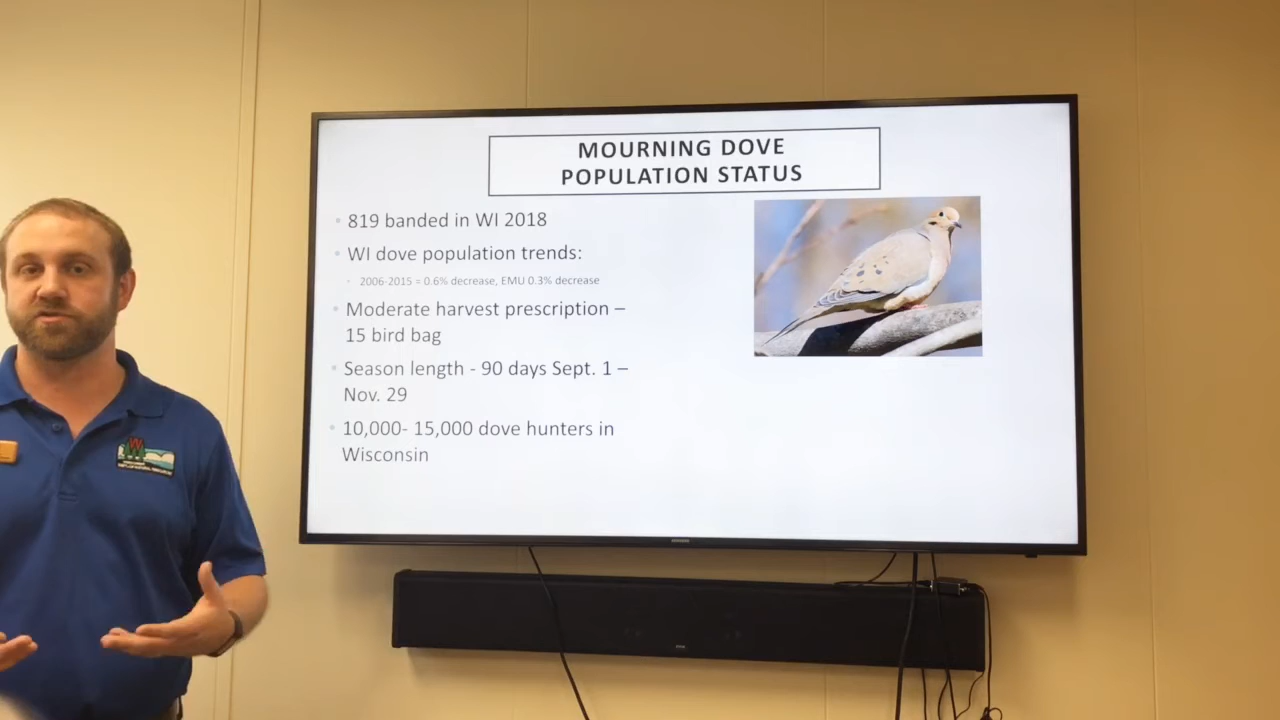 MOURNING DOVE
POPULATION STATUS
• 819 banded in WI 2018
• WI dove population trends:
• 2006-2015 = 0.6% decrease, EMU 0.3% decrease
• Moderate harvest prescription –
15 bird bag
• Season length - 90 days Sept. 1 –
Nov. 29
• 10,000- 15,000 dove hunters in
Wisconsin